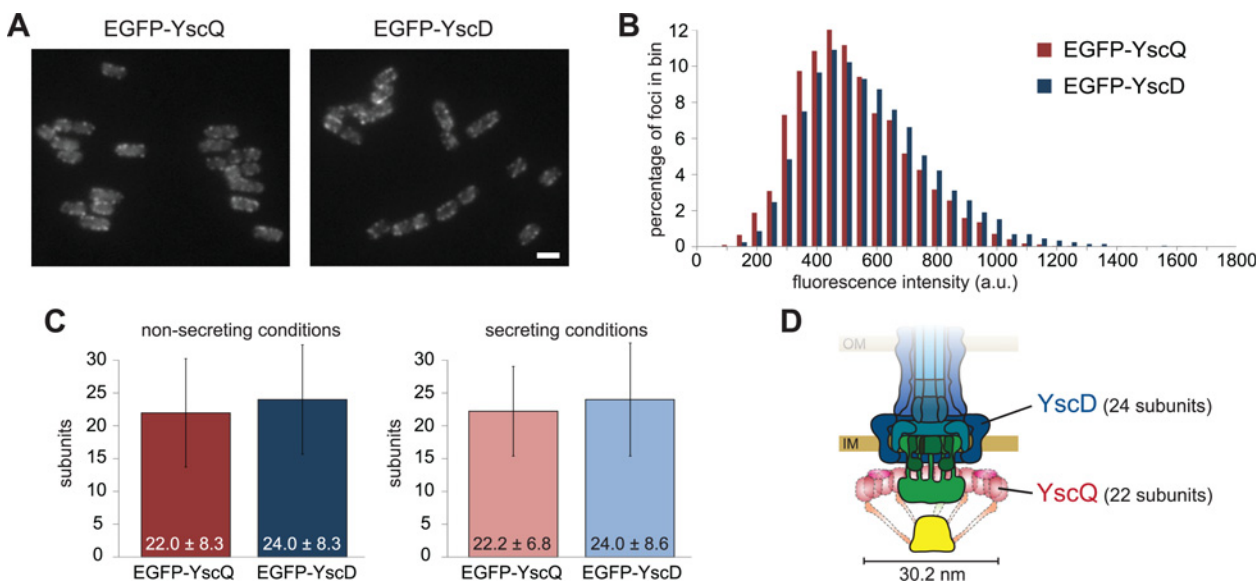 A
EGFP-YscQ
EGFP-YscD
B
percentage of foci in bin
12
10
8
6
4
2
0
0
200
400
600
800
1000
1200
1400
1600
1800
fluorescence intensity (a.u.)
EGFP-YscQ
EGFP-YscD
C
non-secreting conditions
subunits
30
25
20
15
10
5
0
22.0 ± 8.3
24.0 ± 8.3
EGFP-YscQ
EGFP-YscD
secreting conditions
subunits
30
25
20
15
10
5
0
22.2 ± 6.8
24.0 ± 8.6
EGFP-YscQ
EGFP-YscD
D
OM
IM
YscD (24 subunits)
YscQ (22 subunits)
30.2 nm